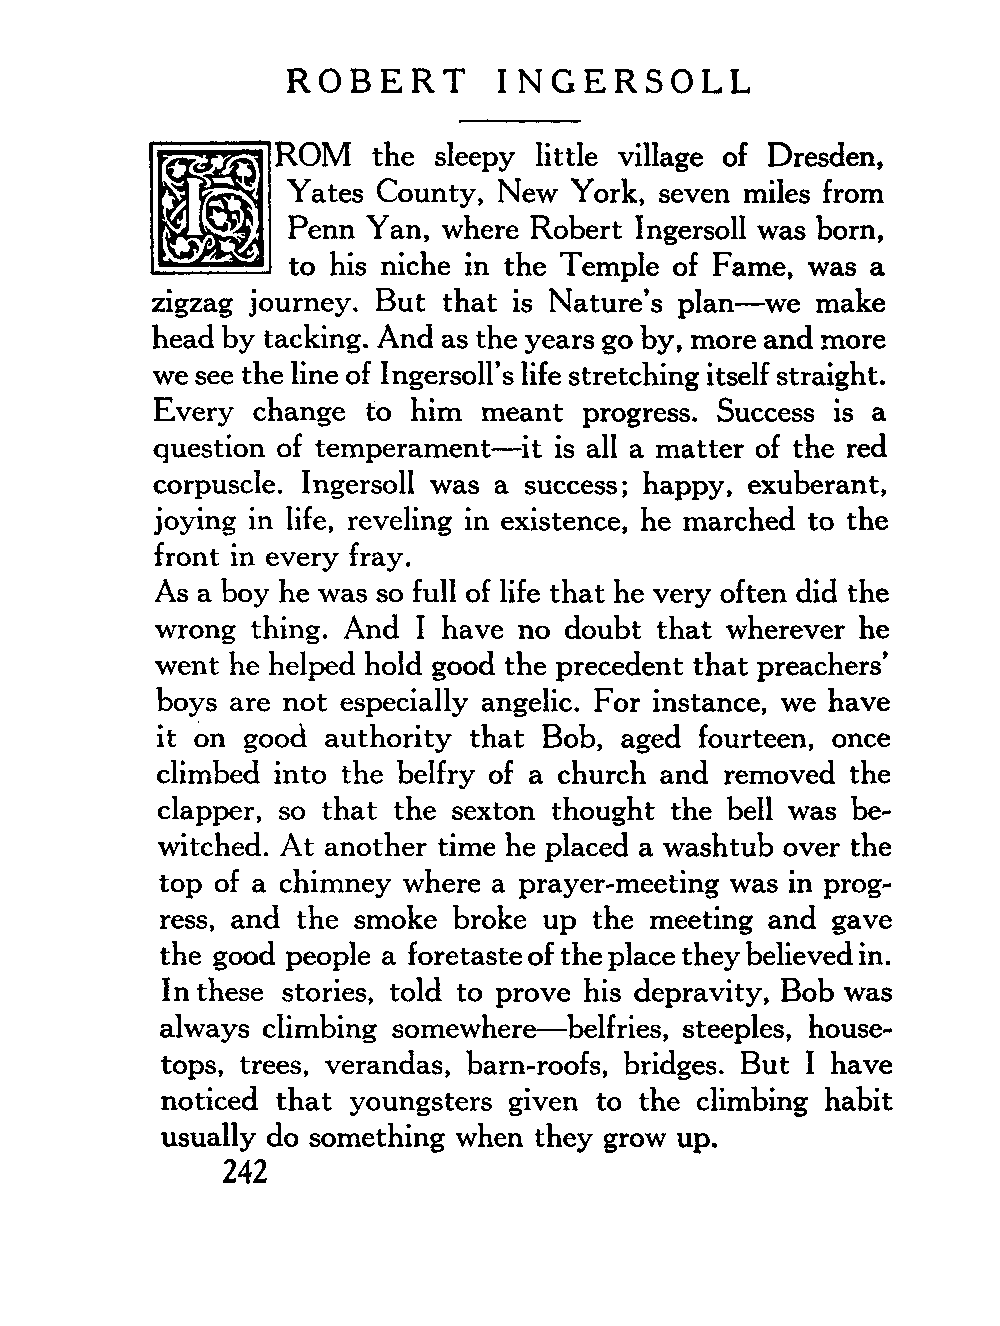 ROBERT INGERSOLL
FROM the sleepy little village of Dresden,
Yates County, New York, seven miles from
Penn Yan, where Robert Ingersoll was born,
to his niche in the Temple of Fame, was a
zigzag journey. But that is Nature's plan—we make
head by tacking. And as the years go by, more and more
we see the line of Ingersoll's life stretching itself straight.
Every change to him meant progress. Success is a
question of temperament—it is all a matter of the red
corpuscle. Ingersoll was a success; happy, exuberant,
joying in life, reveling in existence, he marched to the
front in every fray.
As a boy he was so full of life that he very often did the
wrong thing. And I have no doubt that wherever he
went he helped hold good the precedent that preachers'
boys are not especially angelic. For instance, we have
it on good authority that Bob, aged fourteen, once
climbed into the belfry of a church and removed the
clapper, so that the sexton thought the bell was be-
witched. At another time he placed a washtub over the
top of a chimney where a prayer-meeting was in prog-
ress, and the smoke broke up the meeting and gave
the good people a foretaste of the place they believed in.
In these stories, told to prove his depravity, Bob was
always climbing somewhere—belfries, steeples, house-
tops, trees, verandas, barn-roofs, bridges. But I have
noticed that youngsters given to the climbing habit
usually do something when they grow up.
242